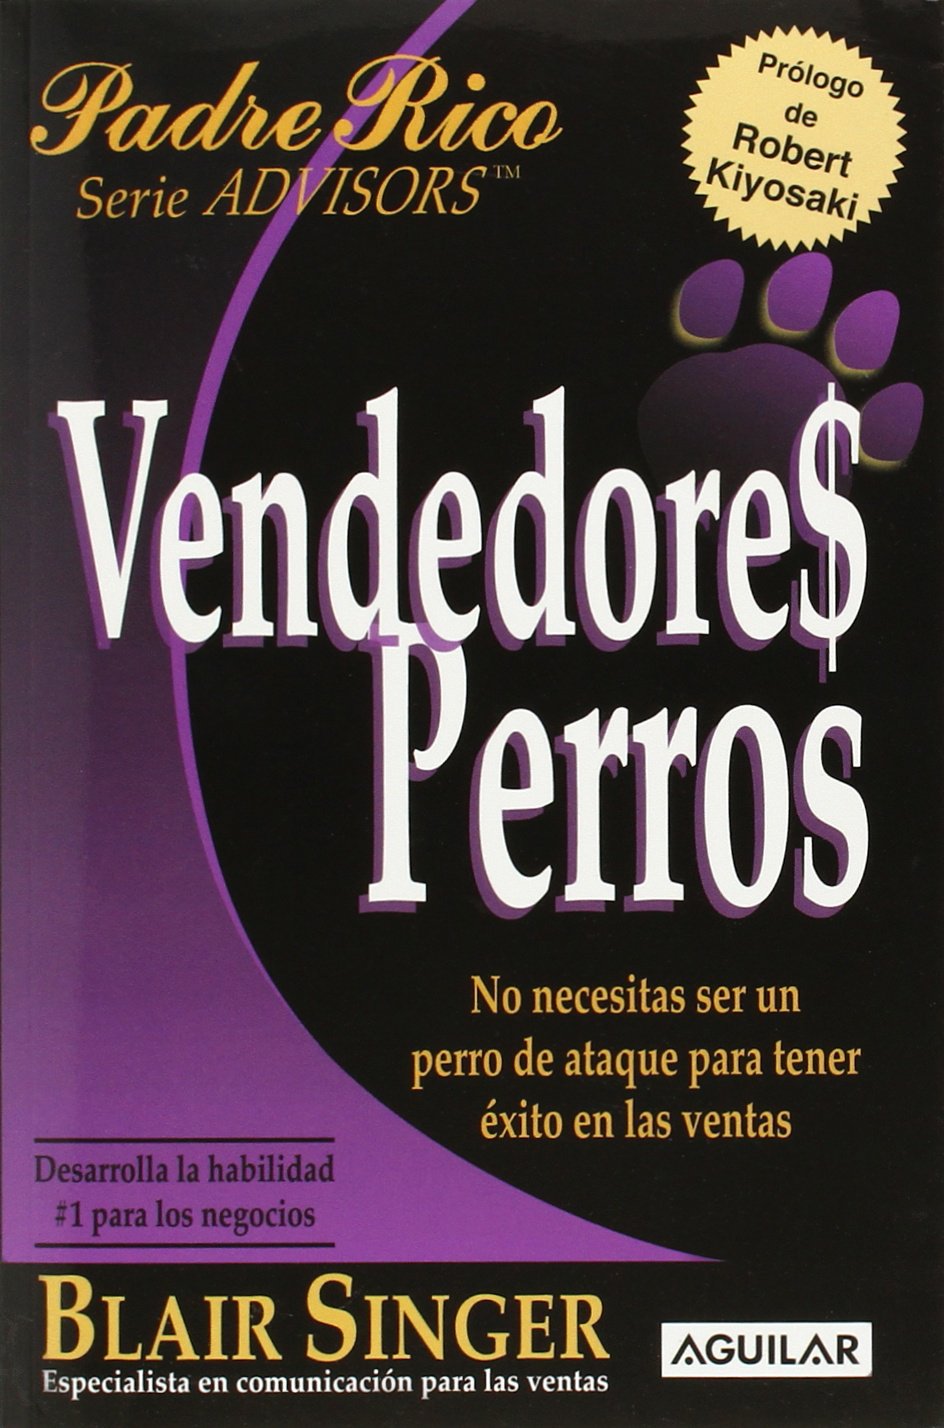 Padre Rico
Serie ADVISORS™
Prólogo
de
Robert
Kiyosaki
Vendedore$
Perros
No necesitas ser un
perro de ataque para tener
éxito en las ventas
Desarrolla la habilidad
#1 para los negocios
BLAIR SINGER
Especialista en comunicación para las ventas
AGUILAR